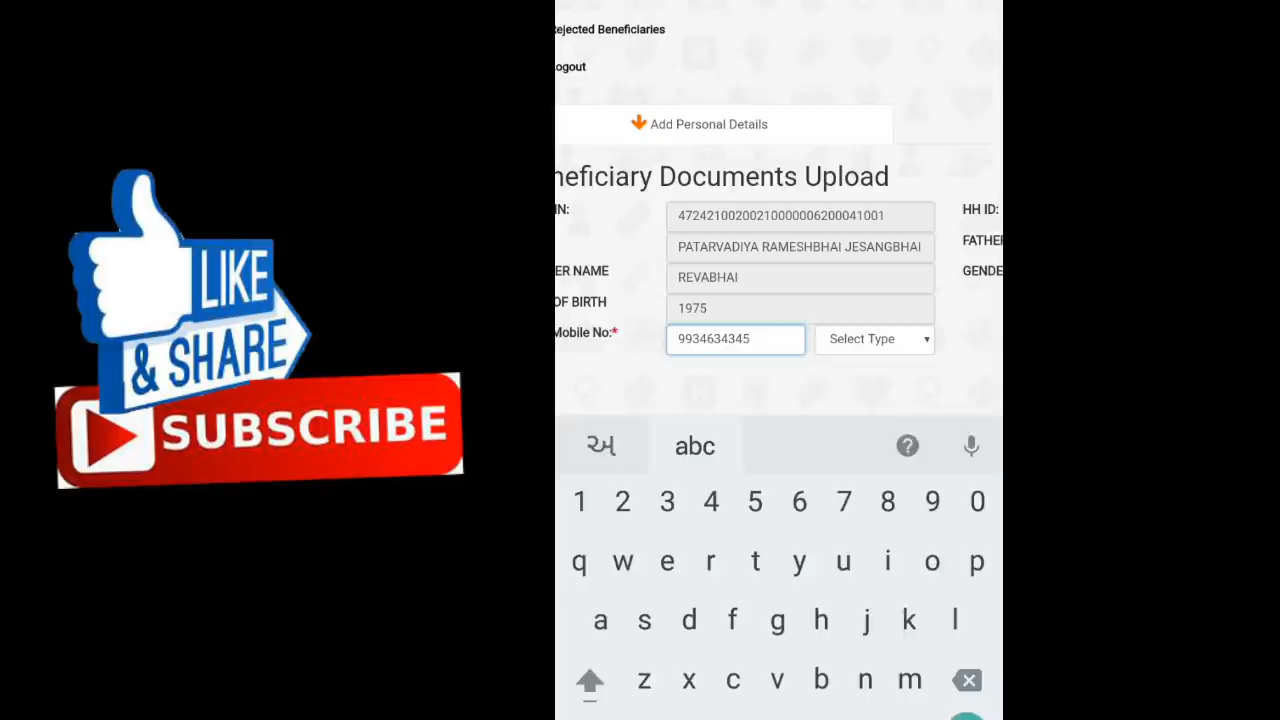 LIKE
& SHARE
SUBSCRIBE
ejected Beneficiaries
ogout
Add Personal Details
neficiary Documents Upload
IN: 47242100200210000006200041001 HH ID:
PATARVADIYA RAMESHBHAI JESANGBHAI FATHE
ER NAME REVABHAI GENDE
OF BIRTH 1975
Mobile No:* 9934634345 Select Type
અ abc ?
1 2 3 4 5 6 7 8 9 0
q w e r t y u i o p
a s d f g h j k l
z x c v b n m